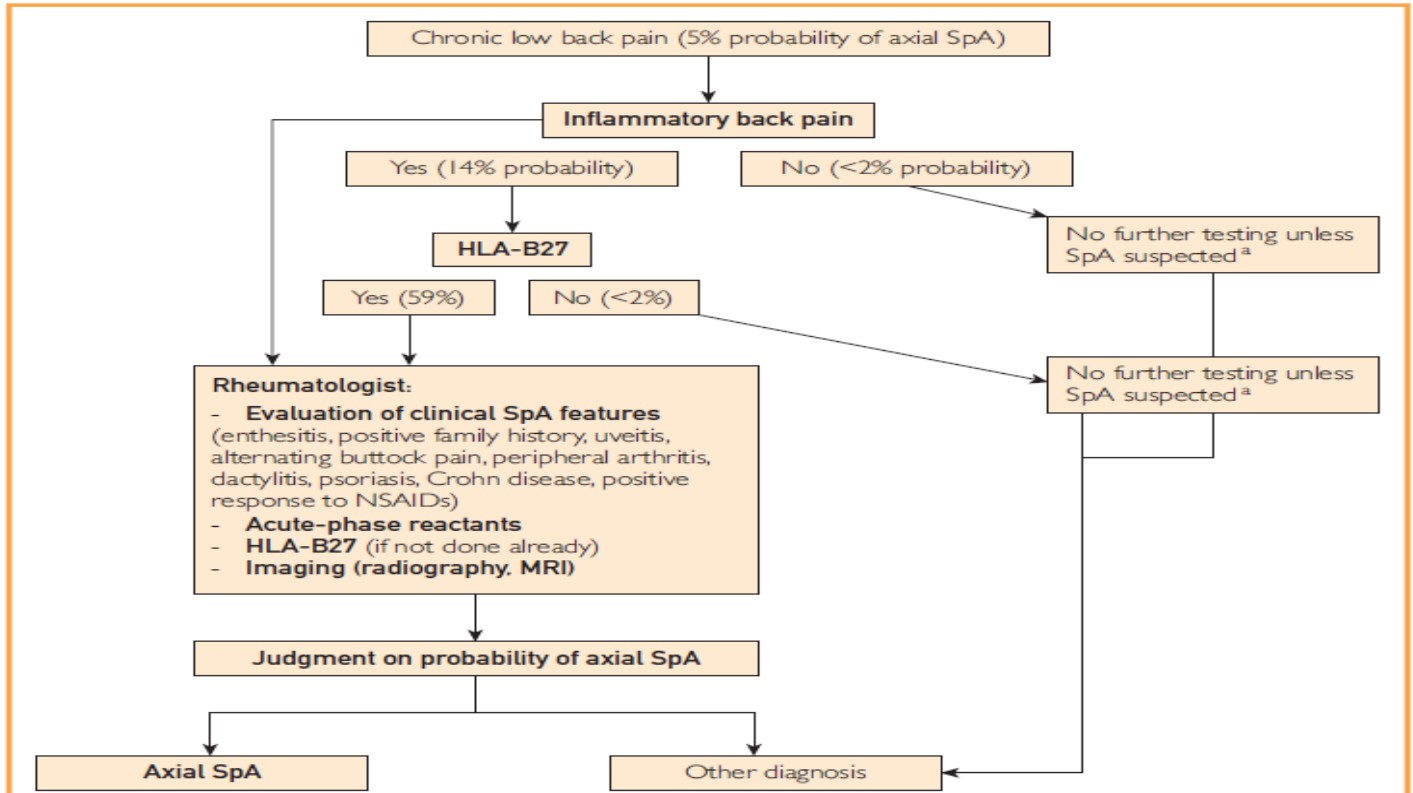 Chronic low back pain (5% probability of axial SpA)
Inflammatory back pain
Yes (14% probability)
No (<2% probability)
HLA-B27
No further testing unless
SpA suspected a
Yes (59%)
No (<2%)
No further testing unless
SpA suspected a
Rheumatologist:
- Evaluation of clinical SpA features
(enthesitis, positive family history, uveitis,
alternating buttock pain, peripheral arthritis,
dactylitis, psoriasis, Crohn disease, positive
response to NSAIDs)
- Acute-phase reactants
- HLA-B27 (if not done already)
- Imaging (radiography, MRI)
Judgment on probability of axial SpA
Axial SpA
Other diagnosis